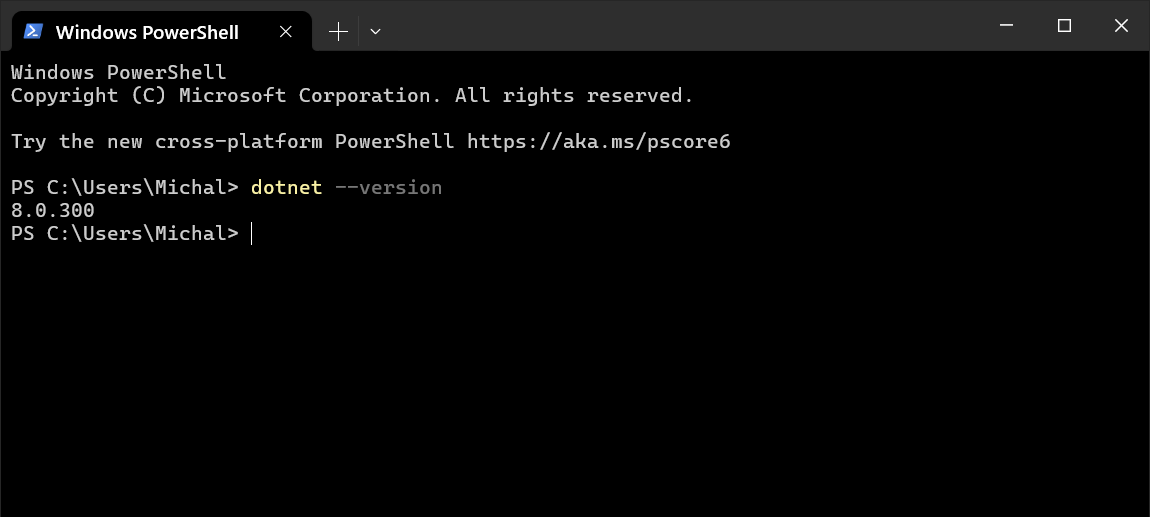 Windows PowerShell
Windows PowerShell
Copyright (C) Microsoft Corporation. All rights reserved.
Try the new cross-platform PowerShell https://aka.ms/pscore6
PS C:\Users\Michal> dotnet --version
8.0.300
PS C:\Users\Michal>